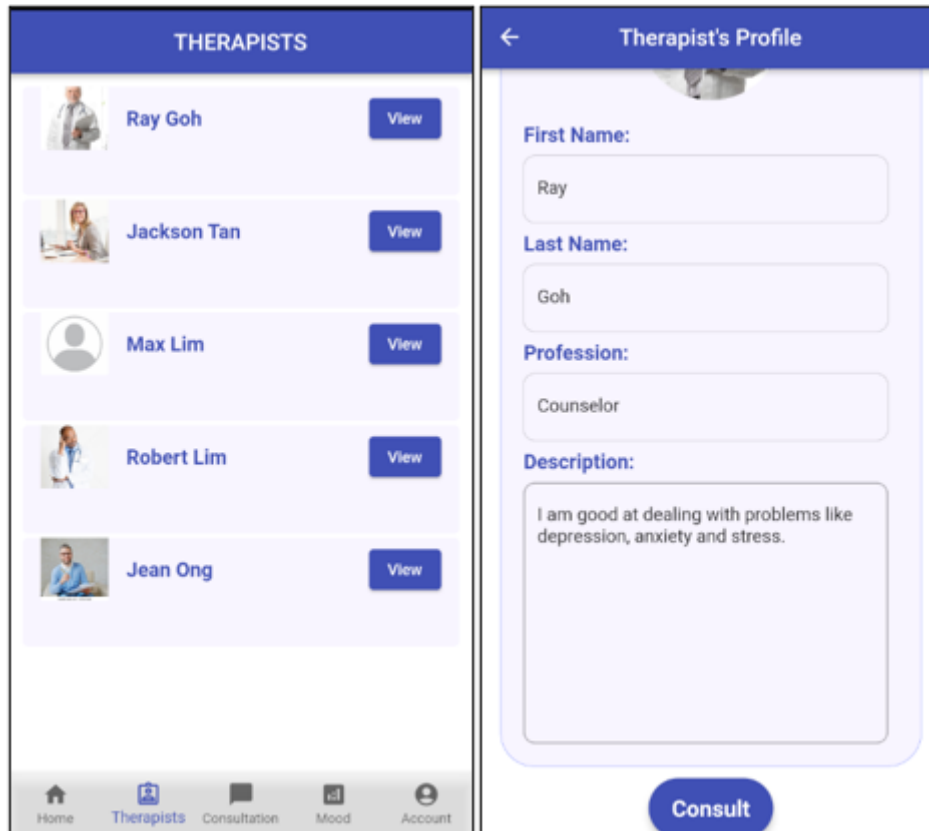 THERAPISTS
Ray Goh
View
Jackson Tan
View
Max Lim
View
Robert Lim
View
Jean Ong
View
Home
Therapists
Consultation
Mood
Account
Therapist's Profile
First Name:
Ray
Last Name:
Goh
Profession:
Counselor
Description:
I am good at dealing with problems like
depression, anxiety and stress.
Consult